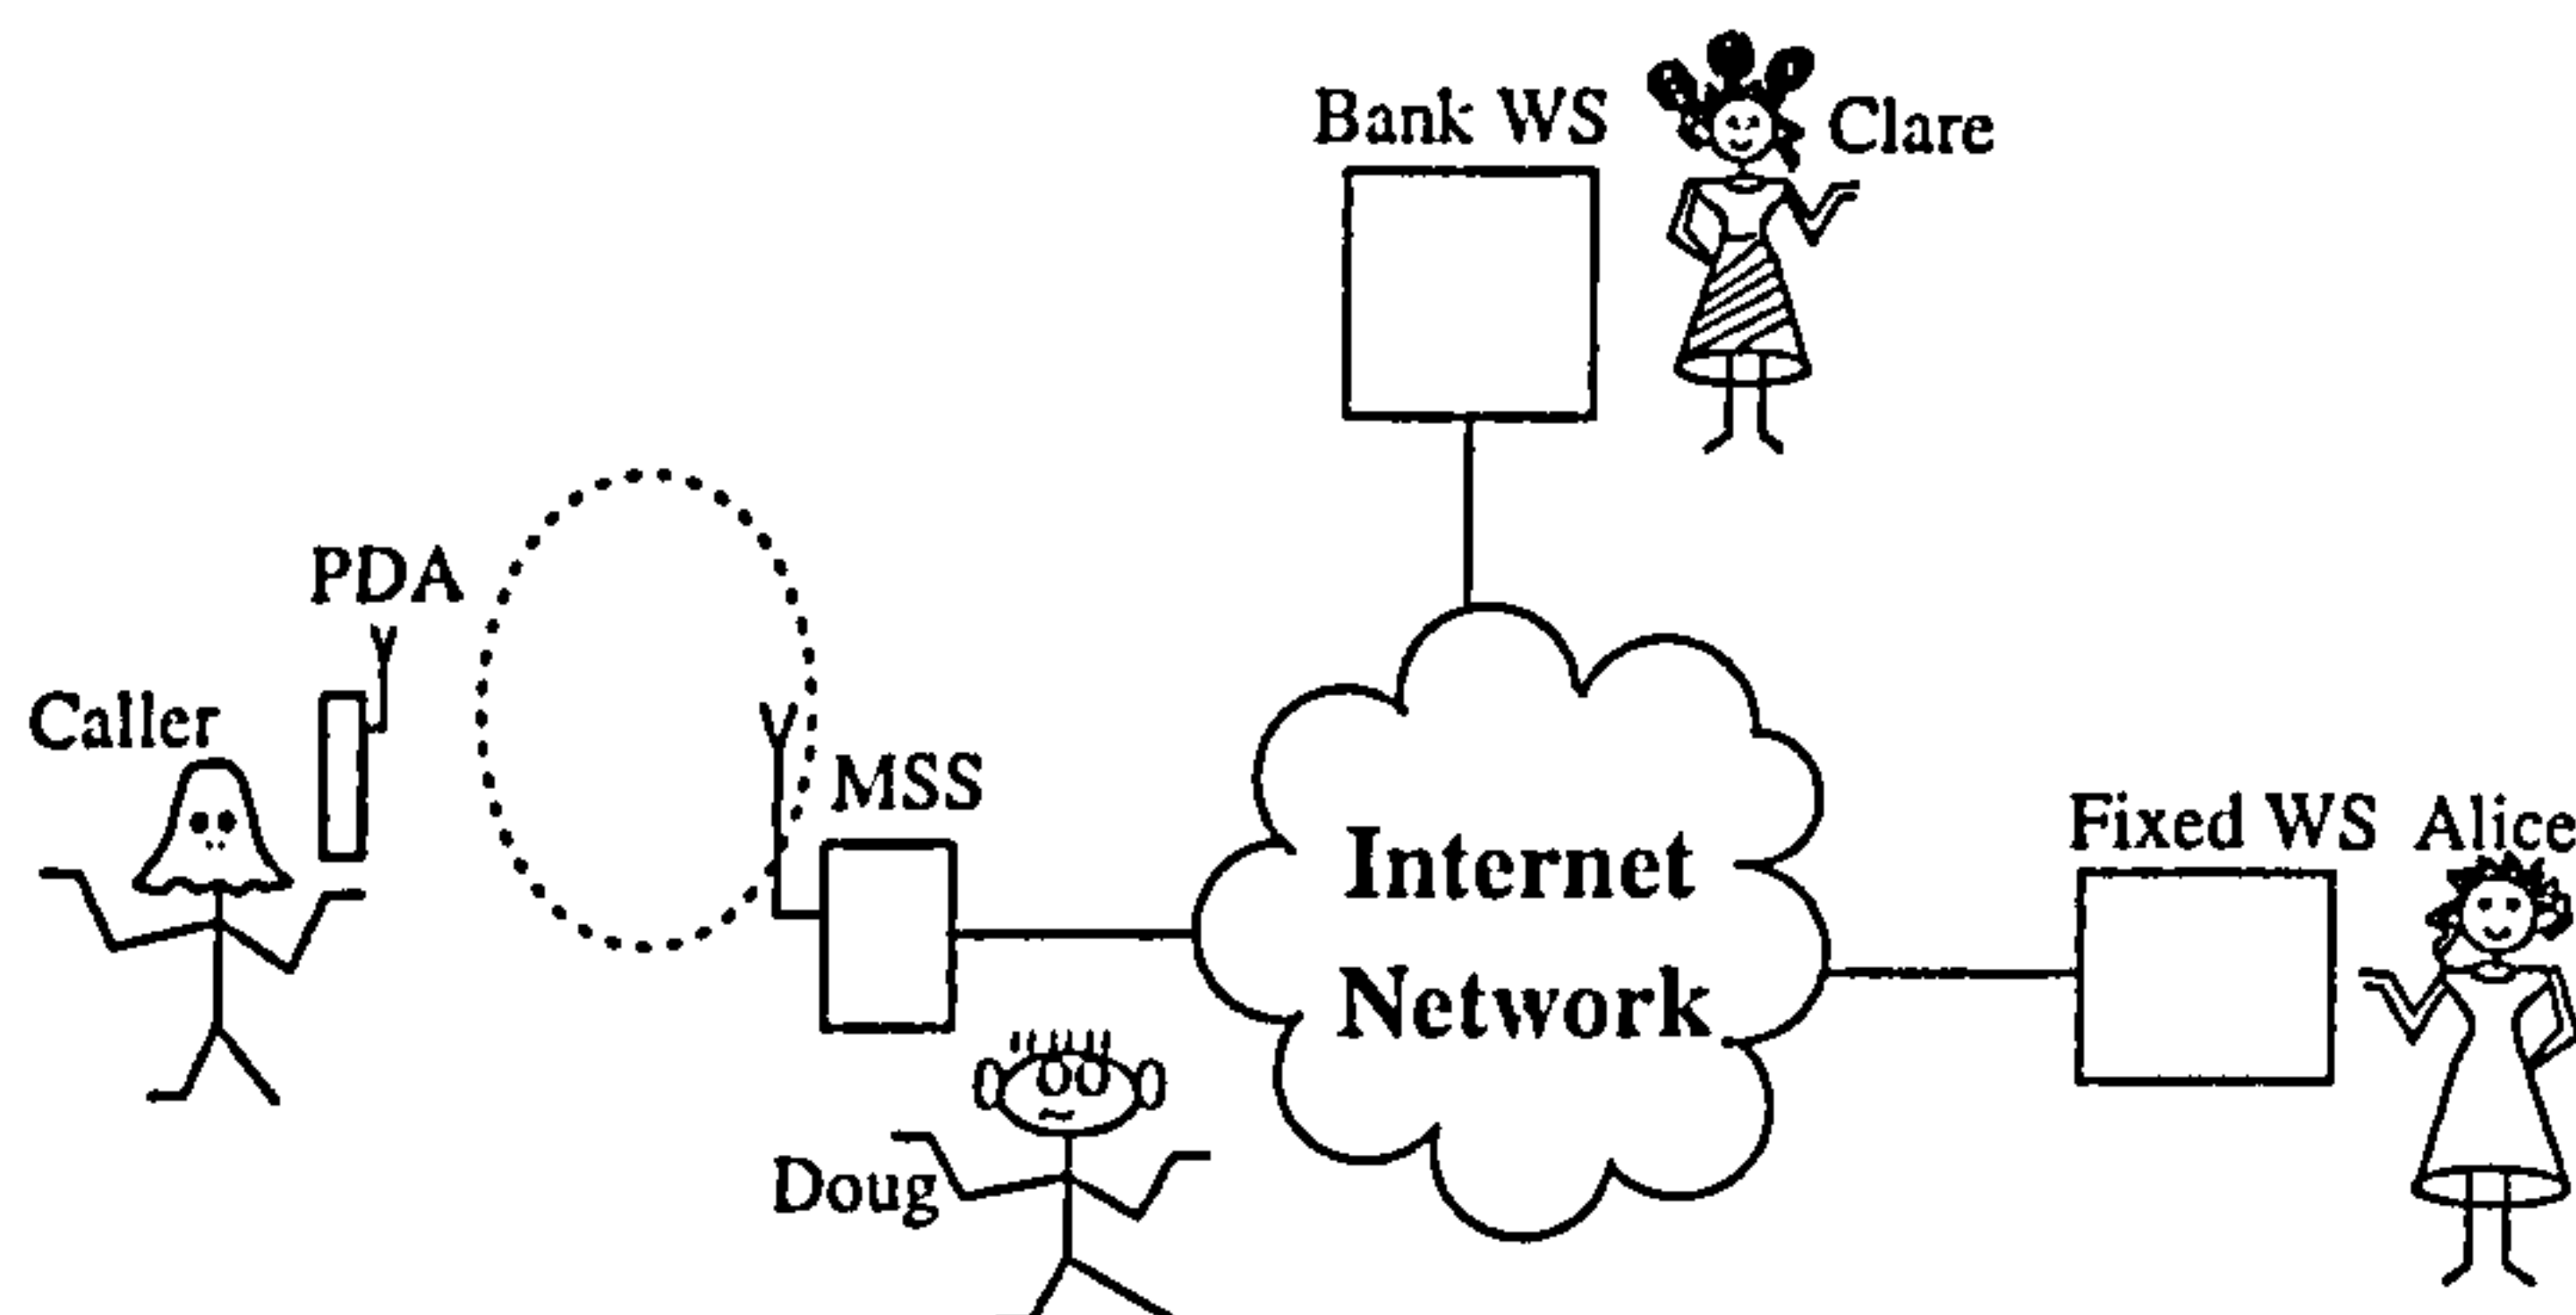 Bank WS
Clare
PDA
Caller
MSS
Internet
Network
Fixed WS
Alice
Doug